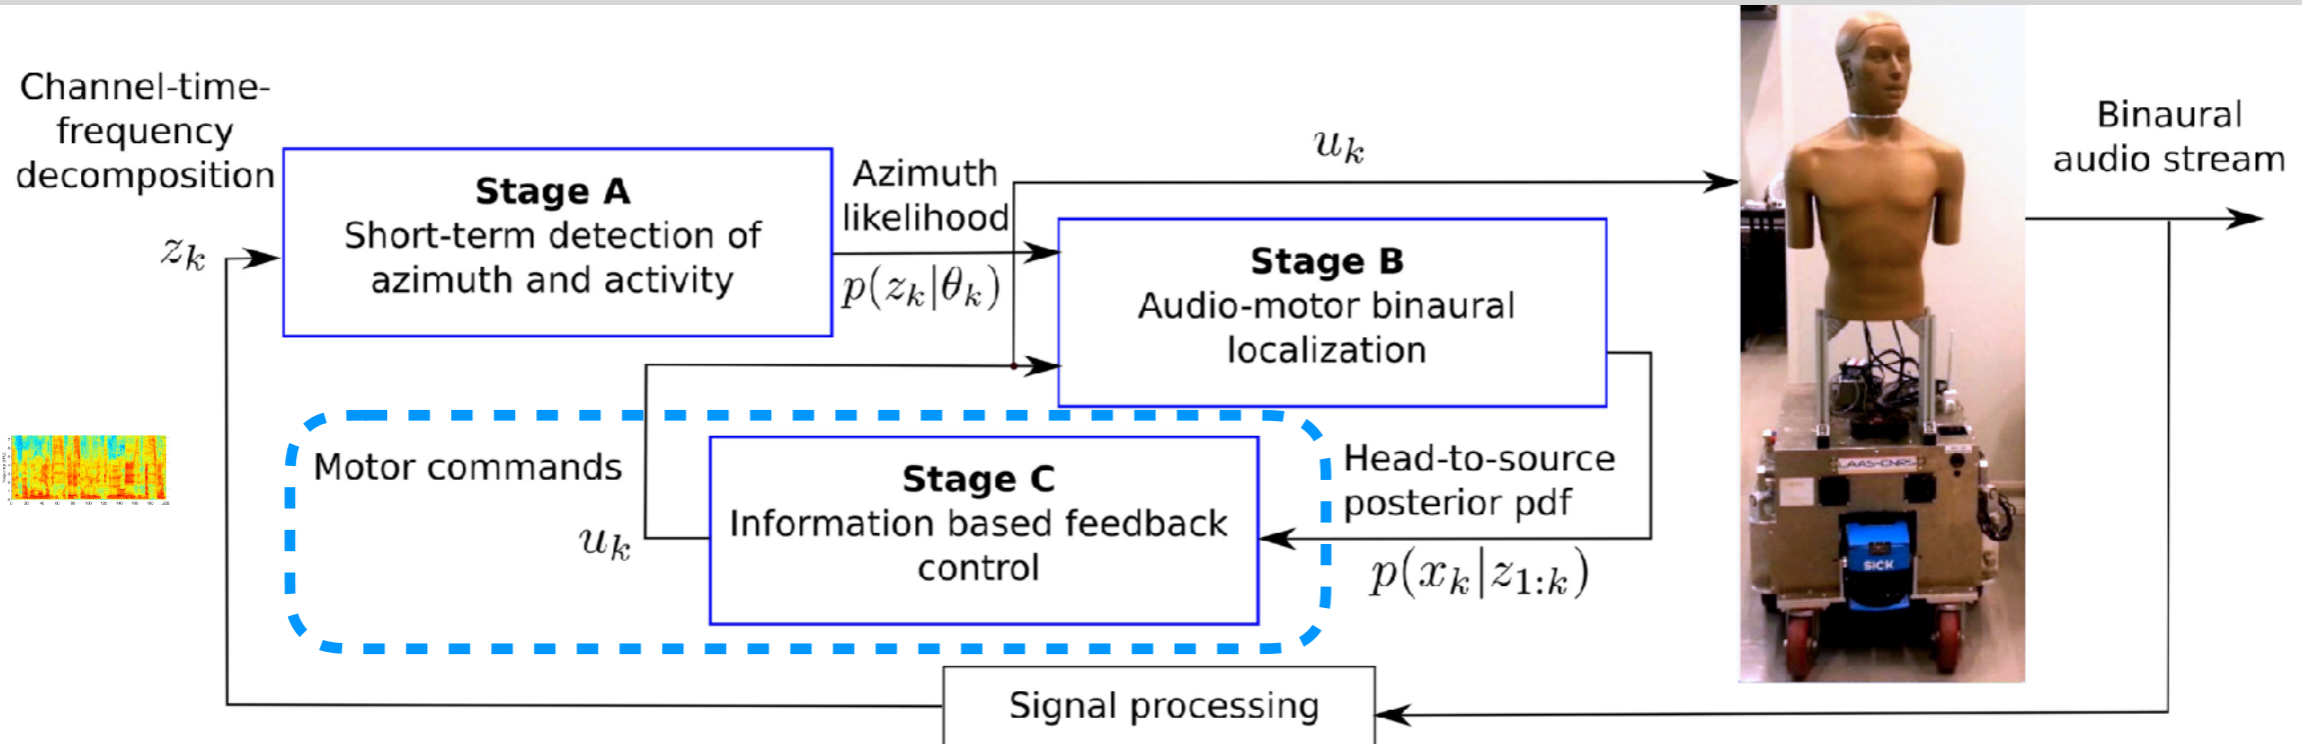 Channel-time-
frequency
decomposition
z_k
Stage A
Short-term detection of
azimuth and activity
Azimuth
likelihood
p(z_k|θ_k)
u_k
Stage B
Audio-motor binaural
localization
Binaural
audio stream
Motor commands
u_k
Stage C
Information based feedback
control
Head-to-source
posterior pdf
p(x_k|z_{1:k})
LAAS-CNRS
SICK
Signal processing